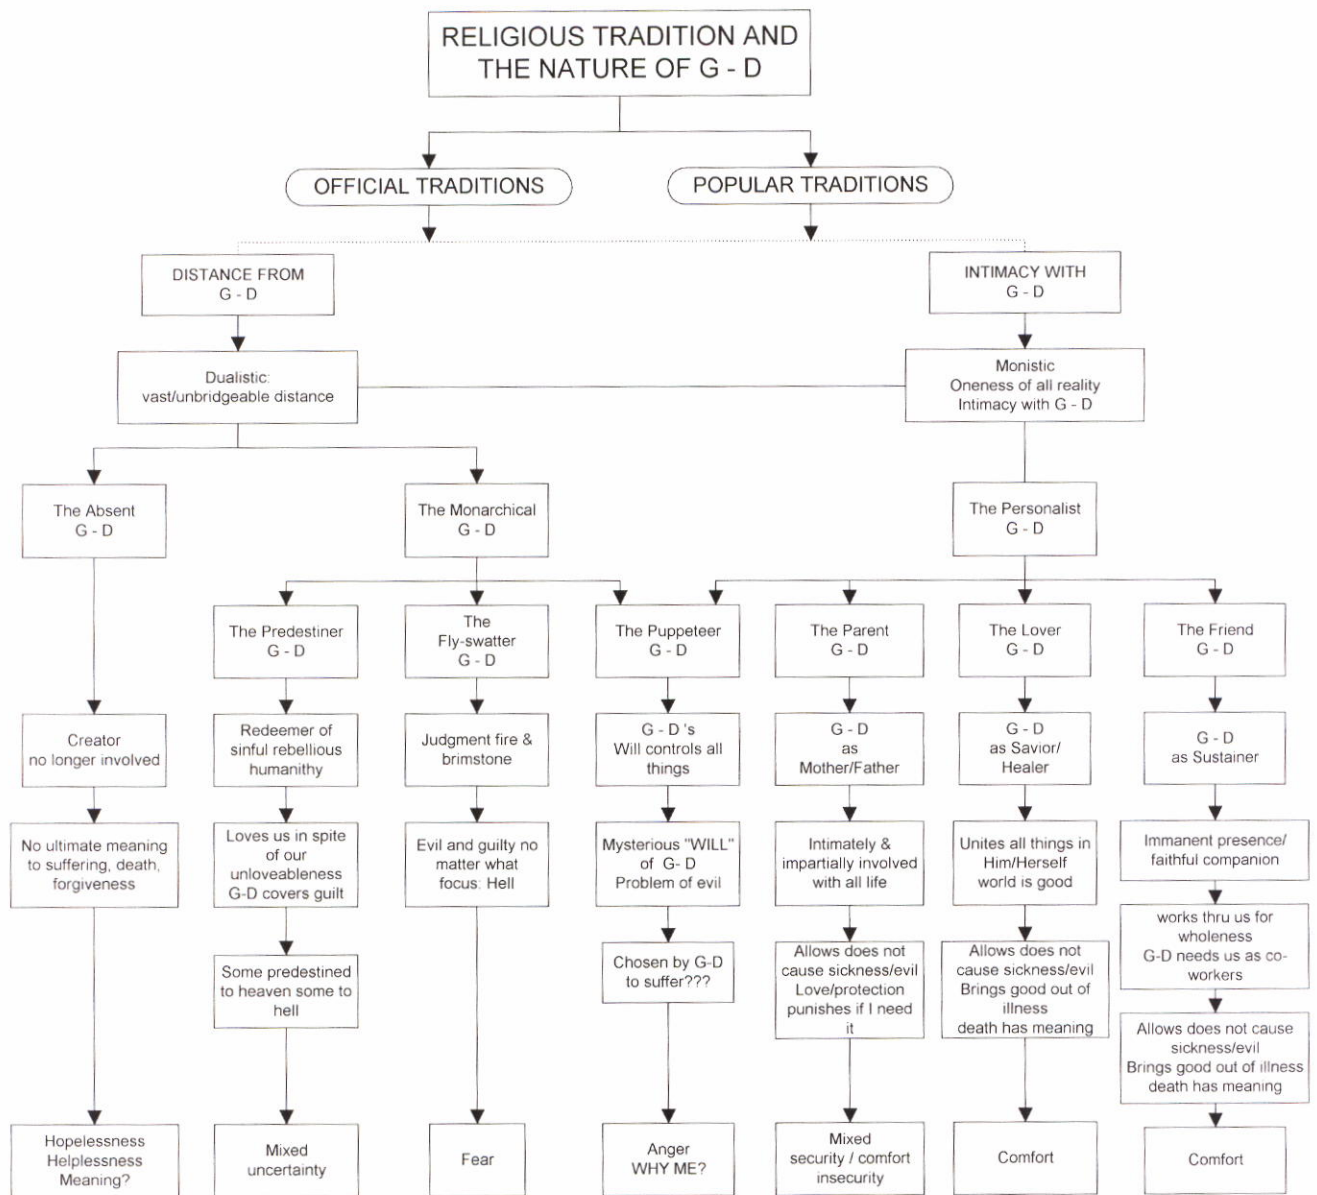 RELIGIOUS TRADITION AND
THE NATURE OF G - D
OFFICIAL TRADITIONS
POPULAR TRADITIONS
DISTANCE FROM
G - D
INTIMACY WITH
G - D
Dualistic:
vast/unbridgeable distance
Monistic
Oneness of all reality
Intimacy with G - D
The Absent
G - D
The Monarchical
G - D
The Personalist
G - D
The Predestiner
G - D
The
Fly-swatter
G - D
The Puppeteer
G - D
The Parent
G - D
The Lover
G - D
The Friend
G - D
Creator
no longer involved
Redeemer of
sinful rebellious
humanithy
Judgment fire &
brimstone
G - D 's
Will controls all
things
G - D
as
Mother/Father
G - D
as Savior/
Healer
G - D
as Sustainer
No ultimate meaning
to suffering, death,
forgiveness
Loves us in spite
of our
unloveableness
G-D covers guilt
Evil and guilty no
matter what
focus: Hell
Mysterious "WILL"
of G- D
Problem of evil
Intimately &
impartially involved
with all life
Unites all things in
Him/Herself
world is good
Immanent presence/
faithful companion
Some predestined
to heaven some to
hell
Chosen by G-D
to suffer???
Allows does not
cause sickness/evil
Love/protection
punishes if I need
it
Allows does not
cause sickness/evil
Brings good out of
illness
death has meaning
works thru us for
wholeness
G-D needs us as co-
workers
Allows does not cause
sickness/evil
Brings good out of illness
death has meaning
Hopelessness
Helplessness
Meaning?
Mixed
uncertainty
Fear
Anger
WHY ME?
Mixed
security / comfort
insecurity
Comfort
Comfort